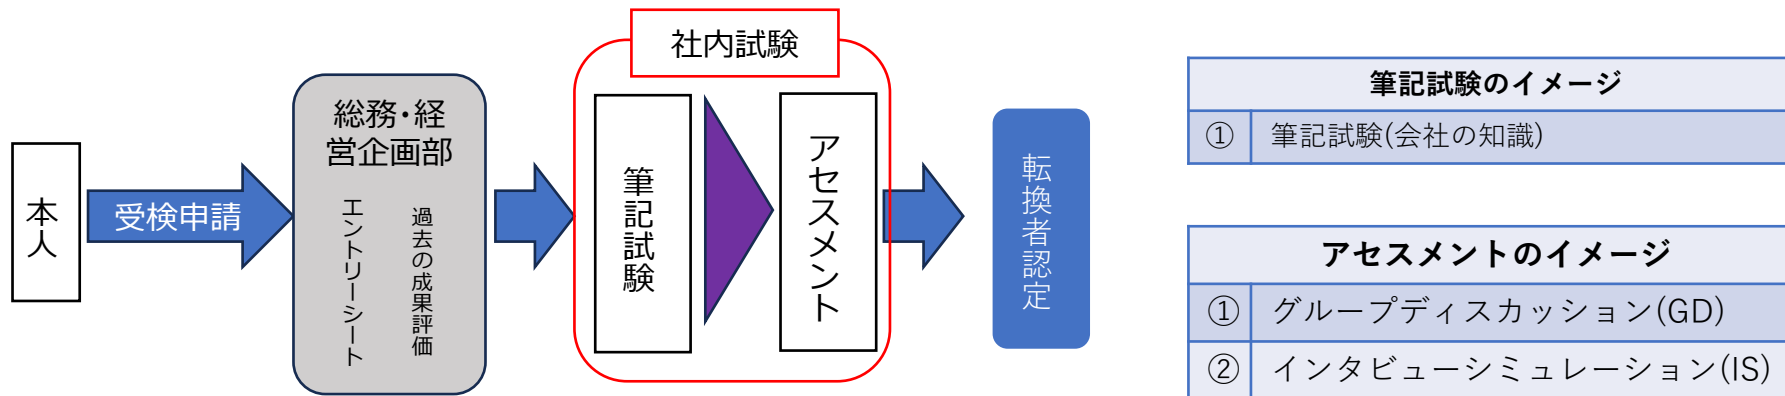 本人
受検申請
総務・経
営企画部
エントリーシート
過去の成果評価
社内試験
筆記試験
アセスメント
転換者認定
筆記試験のイメージ
① 筆記試験(会社の知識)
アセスメントのイメージ
① グループディスカッション(GD)
② インタビューシミュレーション(IS)